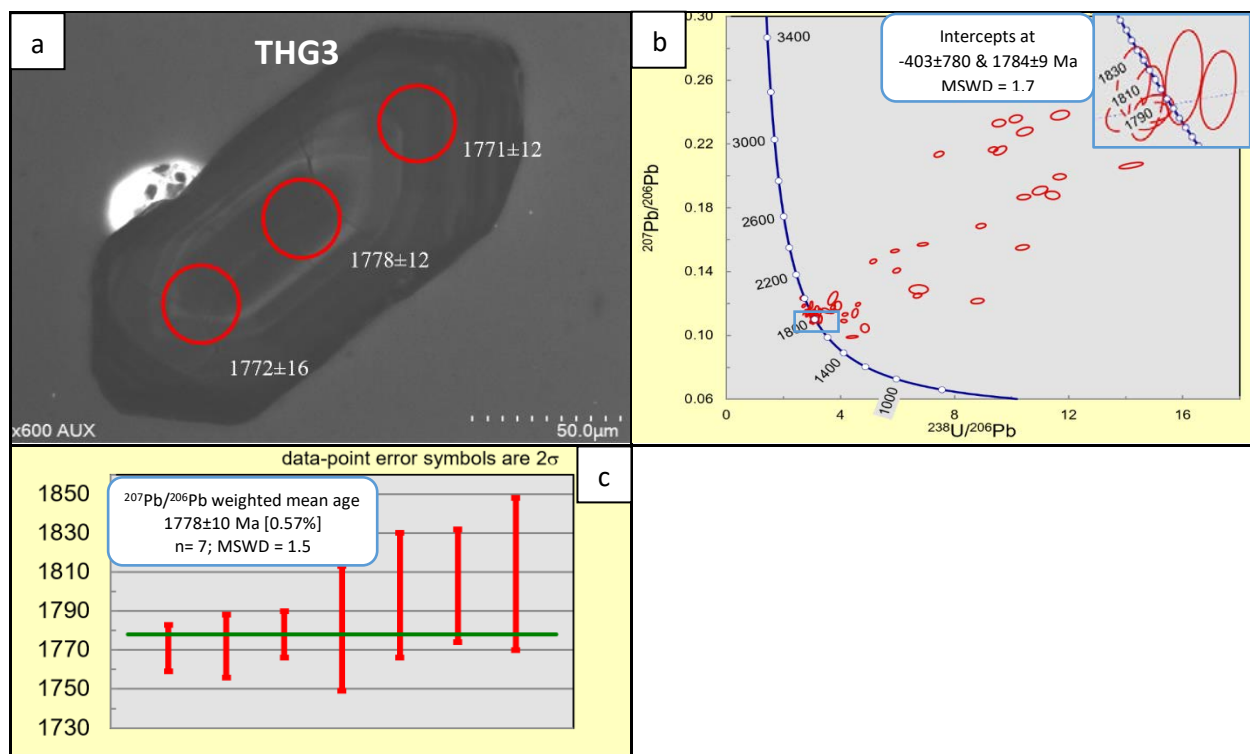 a
THG3
1771±12
1778±12
1772±16
x600 AUX
50.0µm
b
Intercepts at
-403±780 & 1784±9 Ma
MSWD = 1.7
1830
1810
1790
0.30
0.26
0.22
0.18
0.14
0.10
0.06
²⁰⁷Pb/²⁰⁶Pb
3400
3000
2600
2200
1800
1400
1000
0
4
8
12
16
²³⁸U/²⁰⁶Pb
data-point error symbols are 2σ
c
²⁰⁷Pb/²⁰⁶Pb weighted mean age
1778±10 Ma [0.57%]
n= 7; MSWD = 1.5
1850
1830
1810
1790
1770
1750
1730